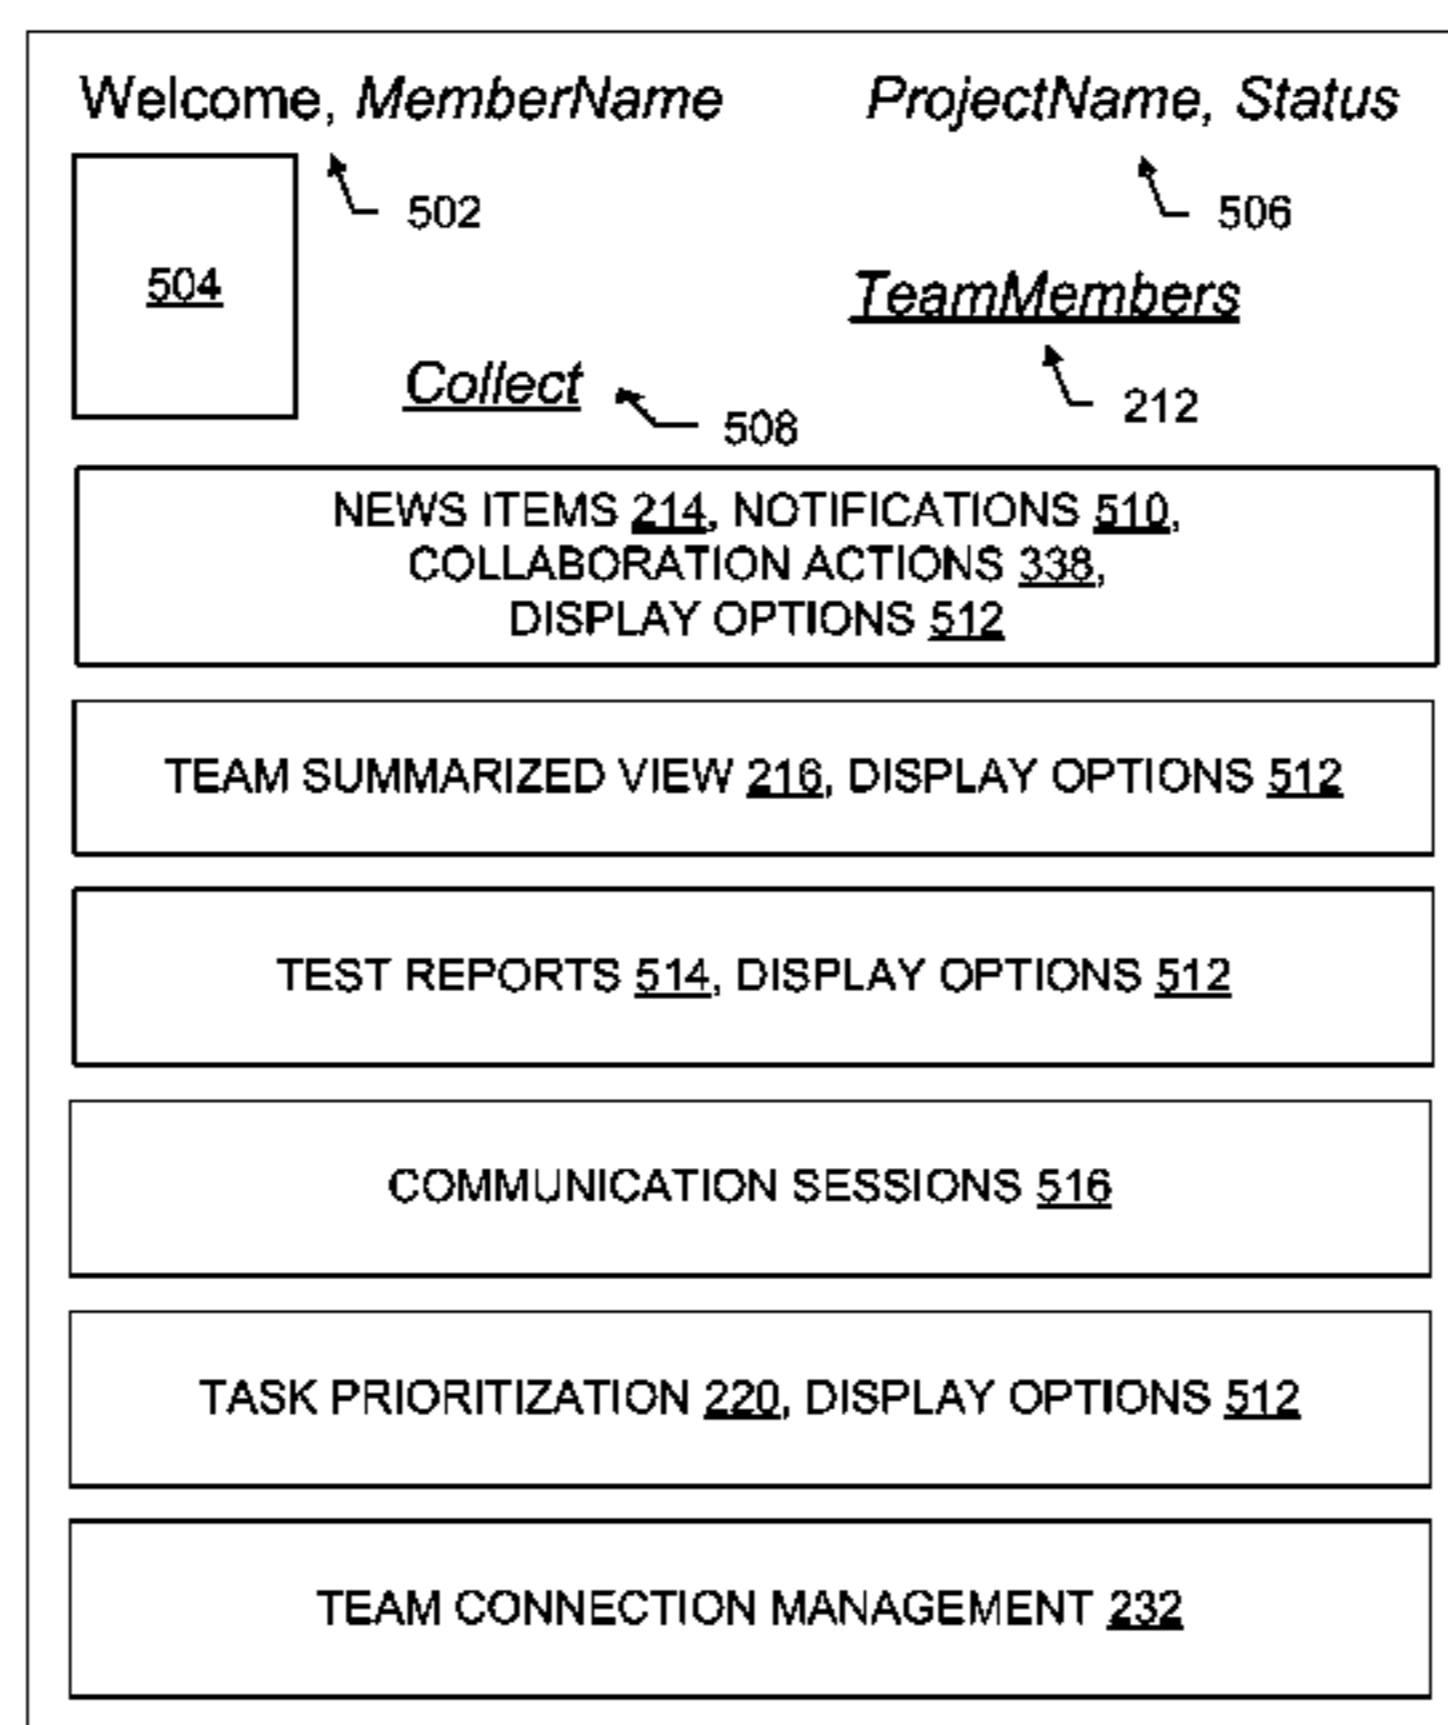 Welcome, MemberName
ProjectName, Status
502
506
504
TeamMembers
Collect
508
212
NEWS ITEMS 214, NOTIFICATIONS 510,
COLLABORATION ACTIONS 338,
DISPLAY OPTIONS 512
TEAM SUMMARIZED VIEW 216, DISPLAY OPTIONS 512
TEST REPORTS 514, DISPLAY OPTIONS 512
COMMUNICATION SESSIONS 516
TASK PRIORITIZATION 220, DISPLAY OPTIONS 512
TEAM CONNECTION MANAGEMENT 232